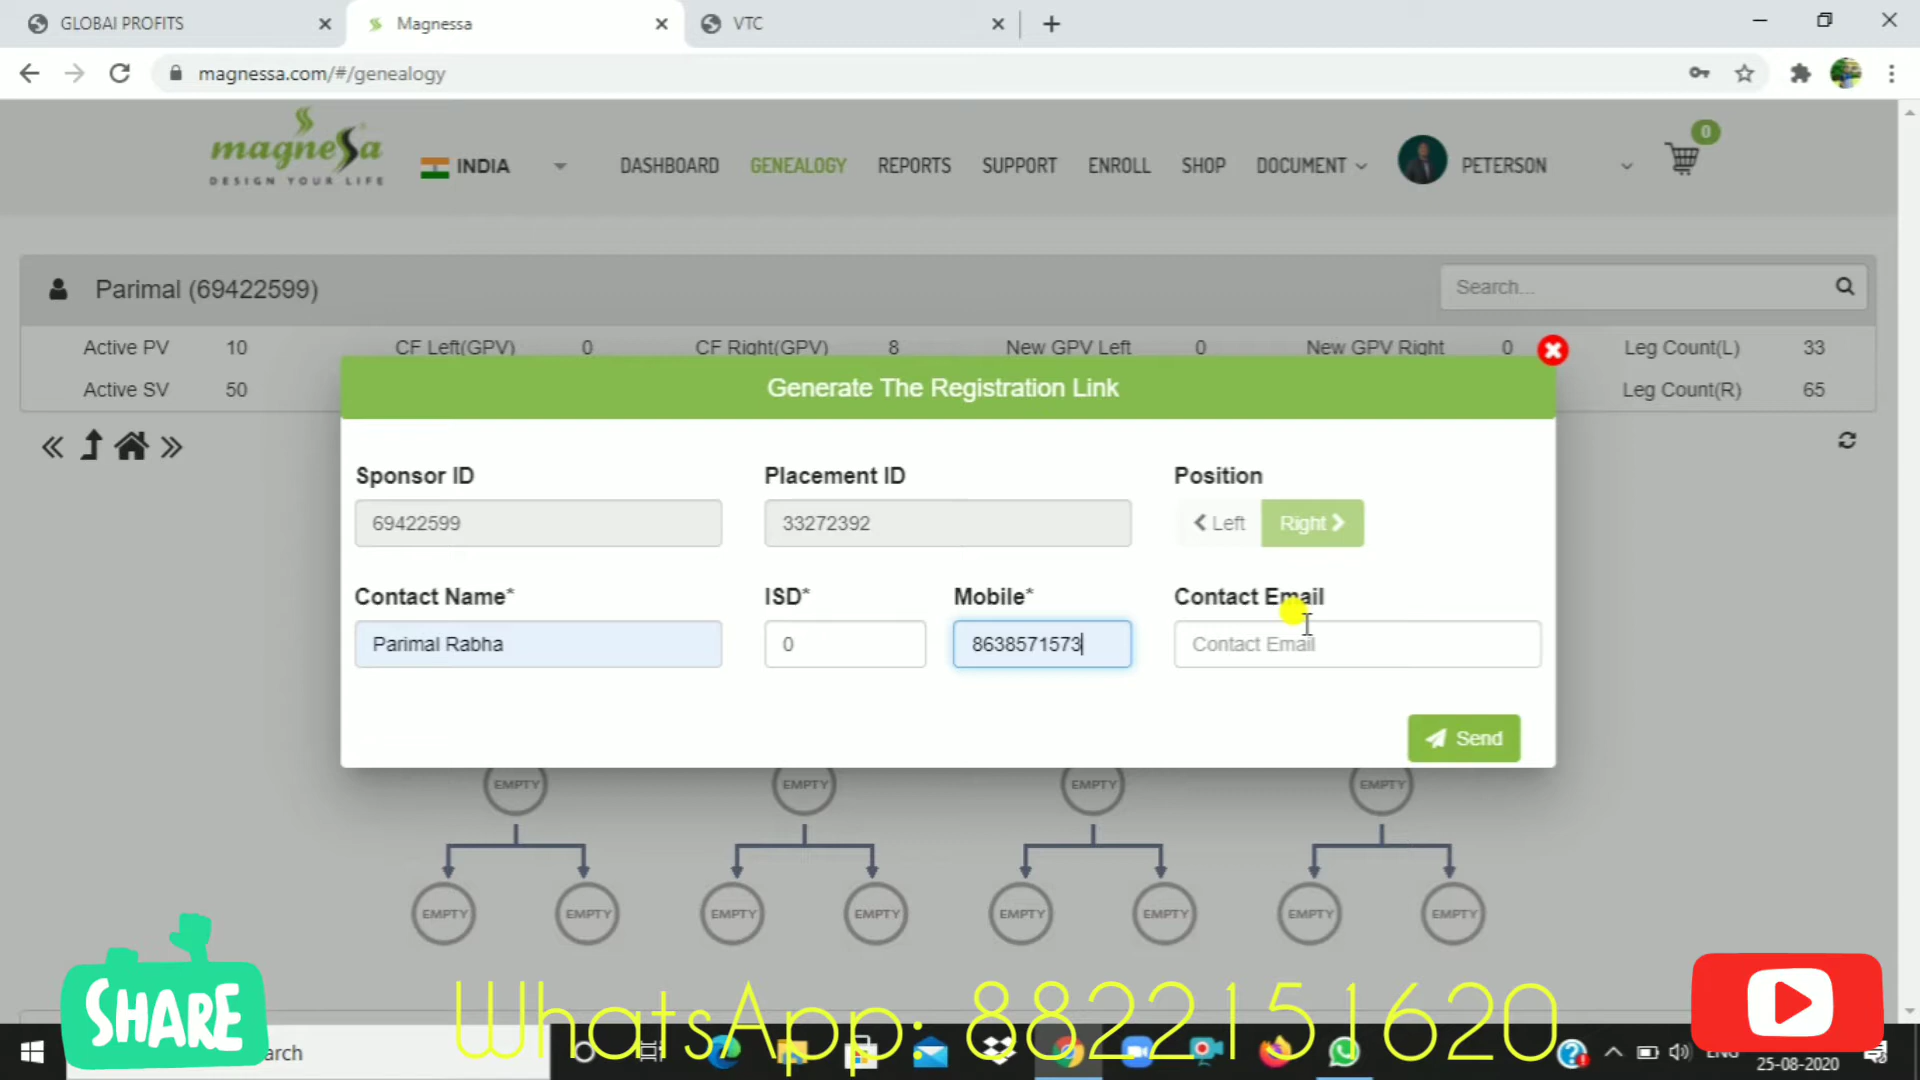 GLOBAI PROFITS
Magnessa
VTC
magnessa.com/#/genealogy
magnessa
DESIGN YOUR LIFE
INDIA
DASHBOARD
GENEALOGY
REPORTS
SUPPORT
ENROLL
SHOP
DOCUMENT
PETERSON
0
Parimal (69422599)
Search...
Active PV 10
CF Left(GPV) 0
CF Right(GPV) 8
New GPV Left 0
New GPV Right 0
Leg Count(L) 33
Active SV 50
Leg Count(R) 65
Generate The Registration Link
Sponsor ID
Placement ID
Position
69422599
33272392
Left
Right
Contact Name*
ISD*
Mobile*
Contact Email
Parimal Rabha
0
8638571573
Contact Email
Send
EMPTY EMPTY EMPTY EMPTY
EMPTY EMPTY EMPTY EMPTY EMPTY EMPTY EMPTY EMPTY
SHARE
WhatsApp: 8822151620
arch
ENG
25-08-2020